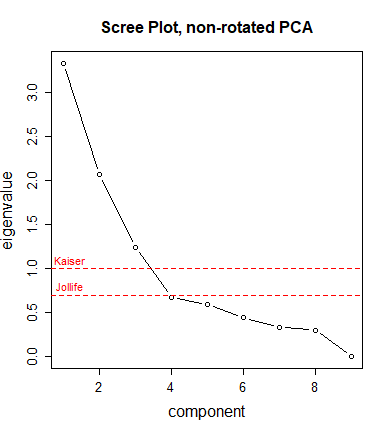 Scree Plot, non-rotated PCA
eigenvalue
3.0
2.5
2.0
1.5
1.0
0.5
0.0
Kaiser
Jollife
2
4
6
8
component